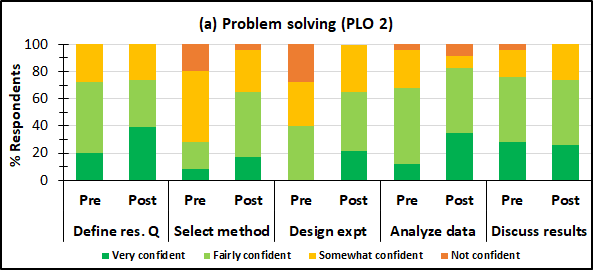 (a) Problem solving (PLO 2)
% Respondents
100
80
60
40
20
0
Pre Post Pre Post Pre Post Pre Post Pre Post
Define res. Q Select method Design expt Analyze data Discuss results
Very confident Fairly confident Somewhat confident Not confident